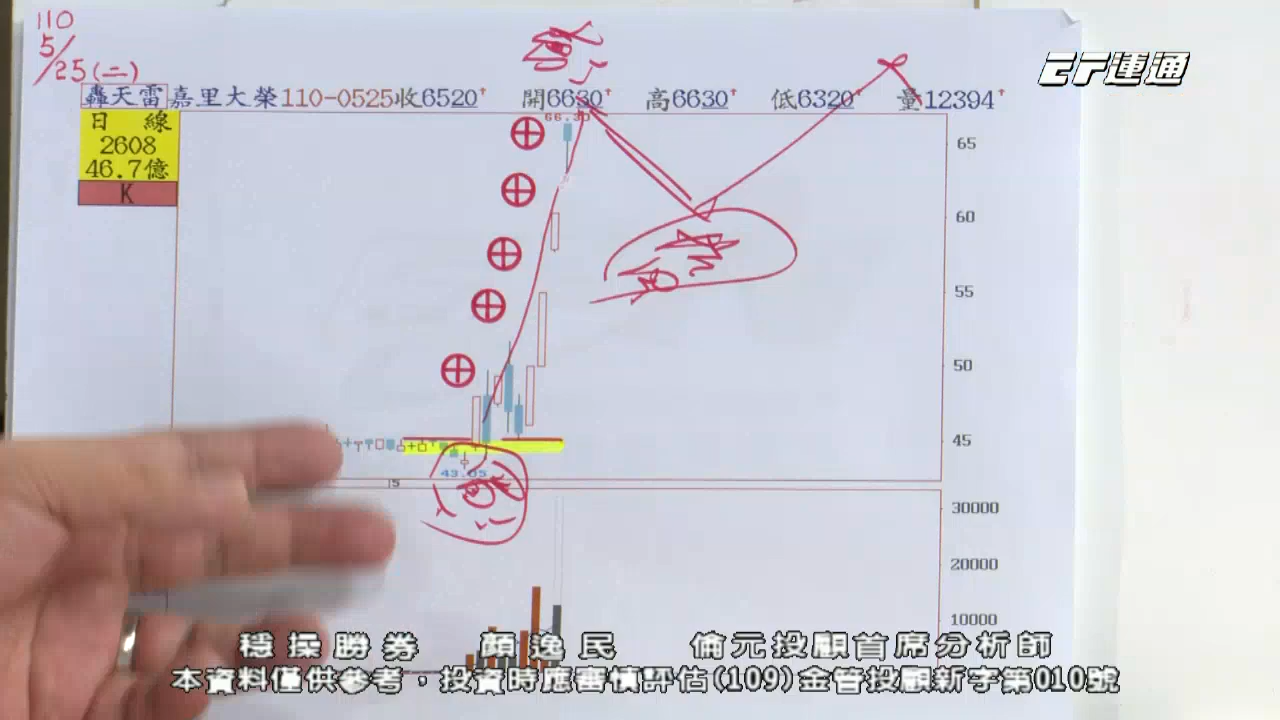 110
5/
/25(二)
EF運通
轟天雷 嘉里大榮110-0525收6520 開6630 高6630 低6320 量12394
日 線
2608
46.7億
K
66.30
65
60
55
50
45
43.05
5
30000
20000
10000
穩操勝券 顏逸民 倫元投顧首席分析師
本資料僅供參考，投資時應審慎評估(109)金管投顧新字第010號